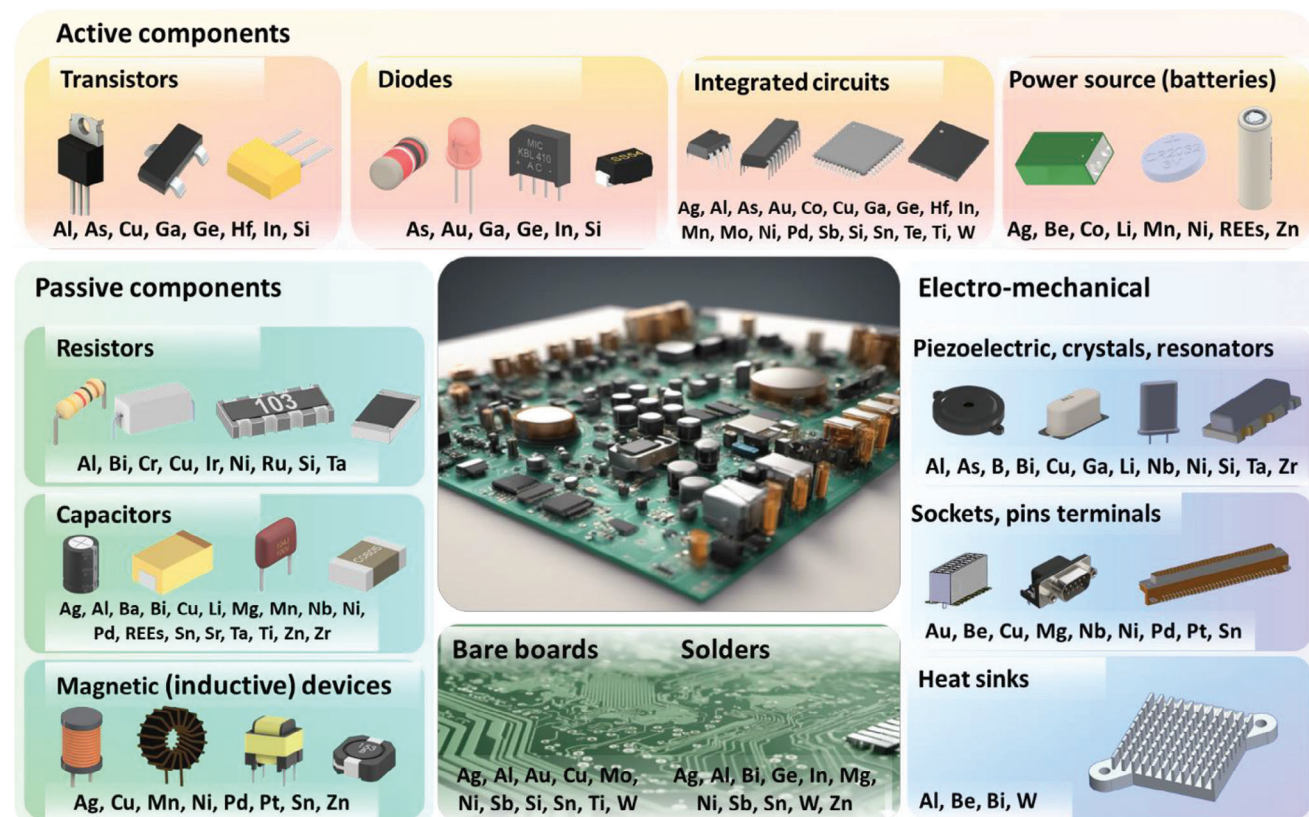 Active components
Transistors
Al, As, Cu, Ga, Ge, Hf, In, Si
Diodes
MIC
KBL 410
A C
SS54
As, Au, Ga, Ge, In, Si
Integrated circuits
Ag, Al, As, Au, Co, Cu, Ga, Ge, Hf, In,
Mn, Mo, Ni, Pd, Sb, Si, Sn, Te, Ti, W
Power source (batteries)
CR2032
3V
Ag, Be, Co, Li, Mn, Ni, REEs, Zn
Passive components
Resistors
103
Al, Bi, Cr, Cu, Ir, Ni, Ru, Si, Ta
Capacitors
Ag, Al, Ba, Bi, Cu, Li, Mg, Mn, Nb, Ni,
Pd, REEs, Sn, Sr, Ta, Ti, Zn, Zr
Magnetic (inductive) devices
Ag, Cu, Mn, Ni, Pd, Pt, Sn, Zn
Bare boards
Ag, Al, Au, Cu, Mo,
Ni, Sb, Si, Sn, Ti, W
Solders
Ag, Al, Bi, Ge, In, Mg,
Ni, Sb, Sn, W, Zn
Electro-mechanical
Piezoelectric, crystals, resonators
Al, As, B, Bi, Cu, Ga, Li, Nb, Ni, Si, Ta, Zr
Sockets, pins terminals
Au, Be, Cu, Mg, Nb, Ni, Pd, Pt, Sn
Heat sinks
Al, Be, Bi, W